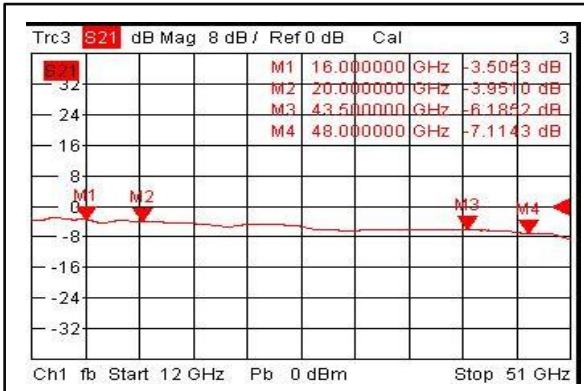 Trc3 S21 dB Mag 8 dB / Ref 0 dB Cal 3
S21
M1 16.000000 GHz -3.5053 dB
M2 20.000000 GHz -3.9510 dB
M3 43.500000 GHz -6.1852 dB
M4 48.000000 GHz -7.1143 dB
32
24
16
8
M1 M2 M3 M4
0
-8
-16
-24
-32
Ch1 fb Start 12 GHz Pb 0 dBm Stop 51 GHz